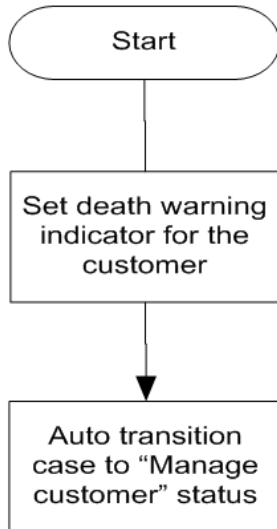 Start
Set death warning
indicator for the
customer
Auto transition
case to “Manage
customer” status